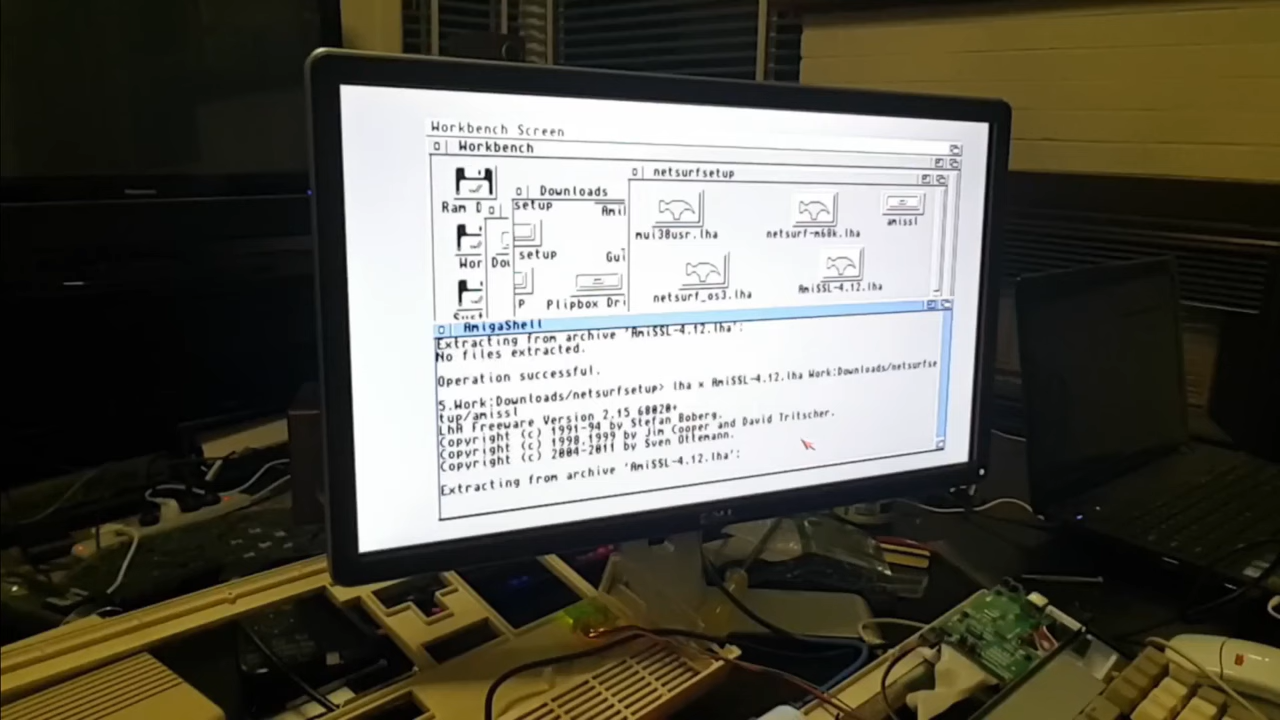 Workbench Screen
Workbench
netsurfsetup
Downloads
Ram D
setup
Ami
mui38usr.lha
netsurf-m68k.lha
amissl
Wor
Dow
setup
Gui
netsurf_os3.lha
AmiSSL-4.12.lha
Syst
P
Plipbox Dri
AmigaShell
Extracting from archive 'AmiSSL-4.12.lha':
No files extracted.
Operation successful.
5.Work:Downloads/netsurfsetup> lha x AmiSSL-4.12.lha Work:Downloads/netsurfse
tup/amissl
LhA Freeware Version 2.15 68020+
Copyright (c) 1991-94 by Stefan Boberg.
Copyright (c) 1998,1999 by Jim Cooper and David Tritscher.
Copyright (c) 2004-2011 by Sven Ottemann.
Extracting from archive 'AmiSSL-4.12.lha':